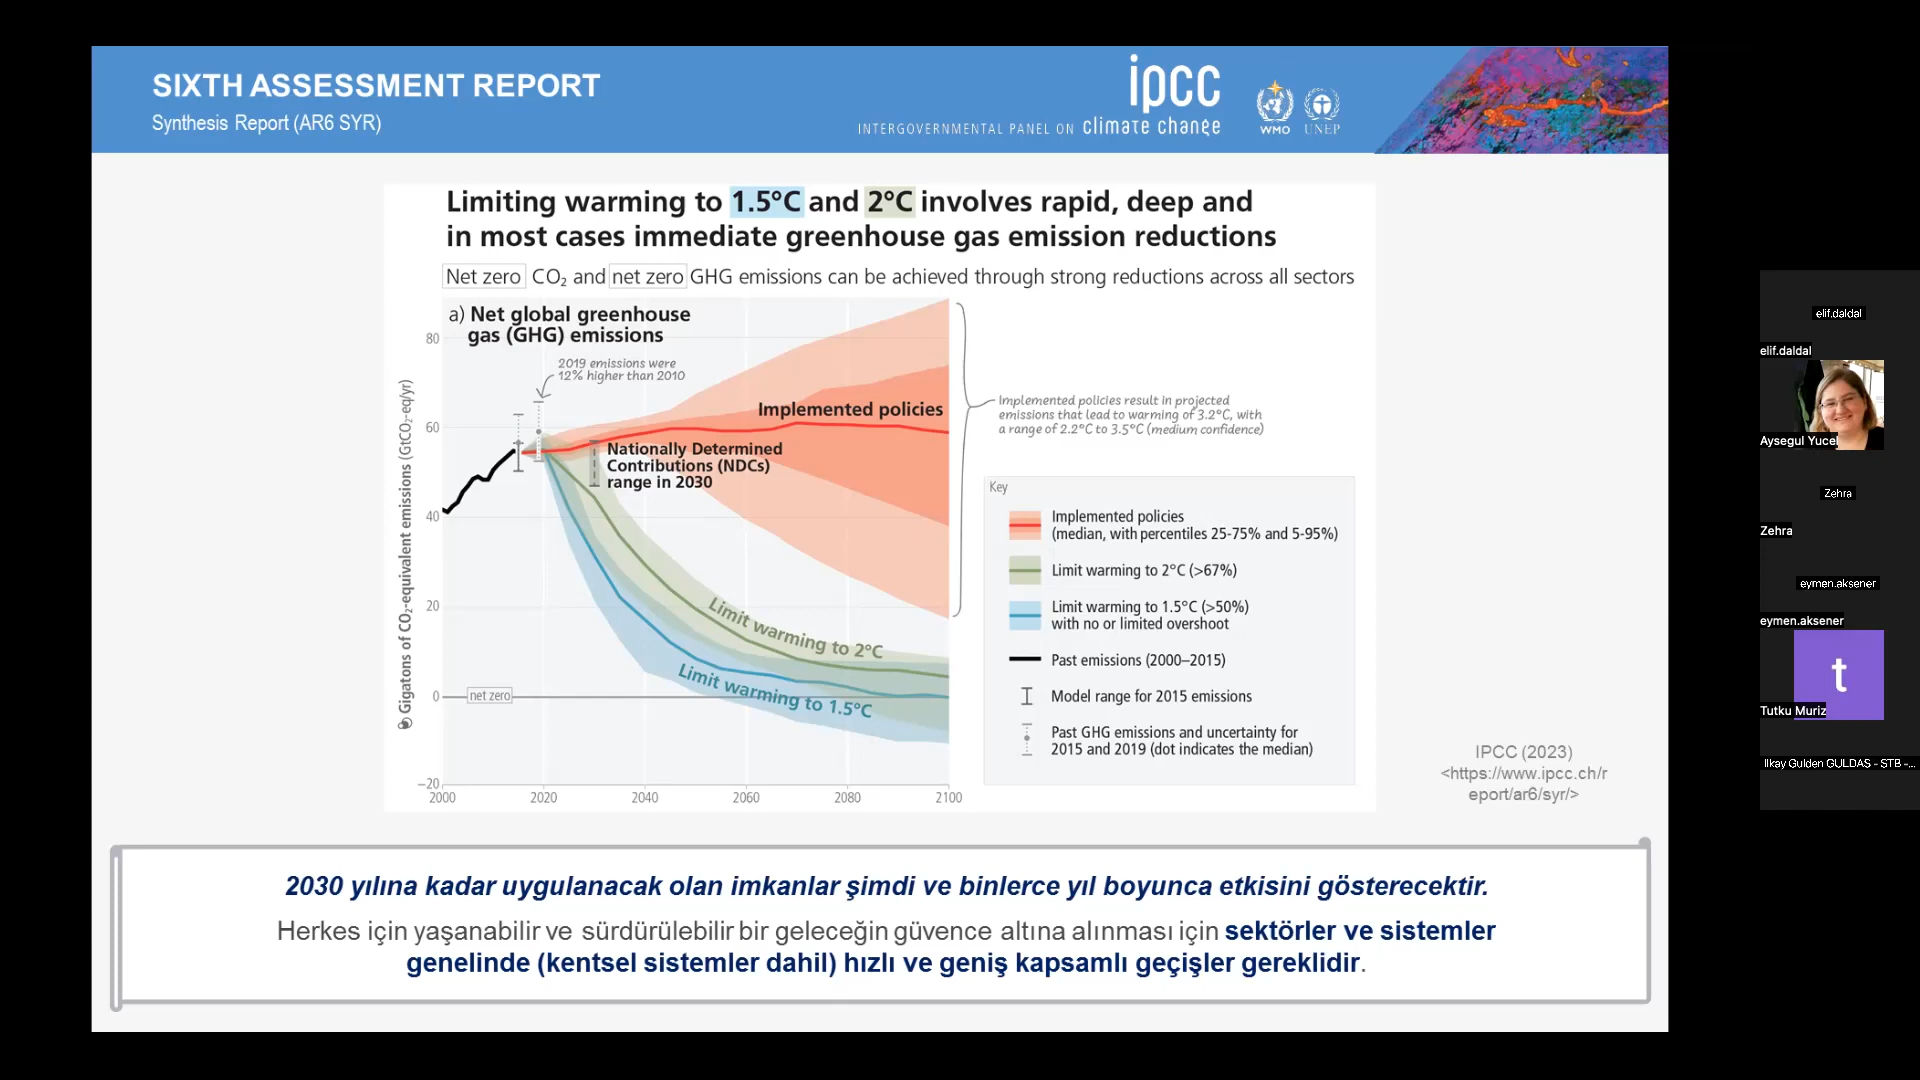 SIXTH ASSESSMENT REPORT
Synthesis Report (AR6 SYR)
ipcc
INTERGOVERNMENTAL PANEL ON climate change
WMO
UNEP
Limiting warming to 1.5°C and 2°C involves rapid, deep and
in most cases immediate greenhouse gas emission reductions
Net zero CO₂ and net zero GHG emissions can be achieved through strong reductions across all sectors
a) Net global greenhouse
gas (GHG) emissions
2019 emissions were
12% higher than 2010
Gigatons of CO₂-equivalent emissions (GtCO₂-eq/yr)
80
60
40
20
0
−20
net zero
2000
2020
2040
2060
2080
2100
Implemented policies
Nationally Determined
Contributions (NDCs)
range in 2030
Limit warming to 2°C
Limit warming to 1.5°C
Implemented policies result in projected
emissions that lead to warming of 3.2°C, with
a range of 2.2°C to 3.5°C (medium confidence)
Key
Implemented policies
(median, with percentiles 25-75% and 5-95%)
Limit warming to 2°C (>67%)
Limit warming to 1.5°C (>50%)
with no or limited overshoot
Past emissions (2000–2015)
Model range for 2015 emissions
Past GHG emissions and uncertainty for
2015 and 2019 (dot indicates the median)
IPCC (2023)
<https://www.ipcc.ch/r
eport/ar6/syr/>
2030 yılına kadar uygulanacak olan imkanlar şimdi ve binlerce yıl boyunca etkisini gösterecektir.
Herkes için yaşanabilir ve sürdürülebilir bir geleceğin güvence altına alınması için sektörler ve sistemler
genelinde (kentsel sistemler dahil) hızlı ve geniş kapsamlı geçişler gereklidir.
elif.daldal
elif.daldal
Aysegul Yucel
Zehra
Zehra
eymen.aksener
eymen.aksener
t
Tutku Muriz
Ilkay Gulden GULDAS - STB -...